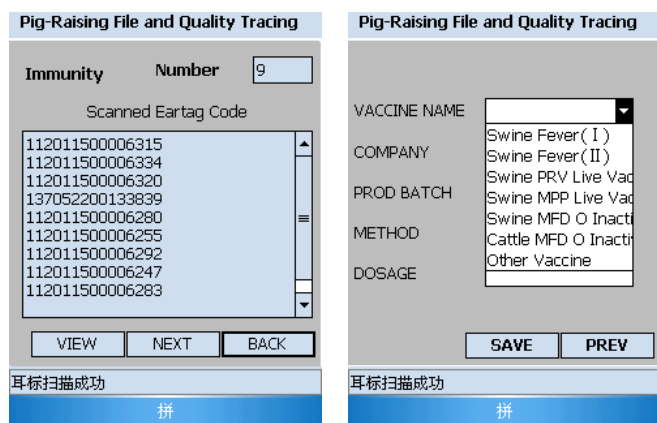 Pig-Raising File and Quality Tracing
Immunity Number 9
Scanned Eartag Code
112011500006315
112011500006334
112011500006320
137052200133839
112011500006280
112011500006255
112011500006292
112011500006247
112011500006283
VIEW NEXT BACK
耳标扫描成功
拼
Pig-Raising File and Quality Tracing
VACCINE NAME
Swine Fever(Ⅰ)
Swine Fever(Ⅱ)
Swine PRV Live Vac
Swine MPP Live Vac
Swine MFD O Inacti
Cattle MFD O Inacti
Other Vaccine
COMPANY
PROD BATCH
METHOD
DOSAGE
SAVE PREV
耳标扫描成功
拼